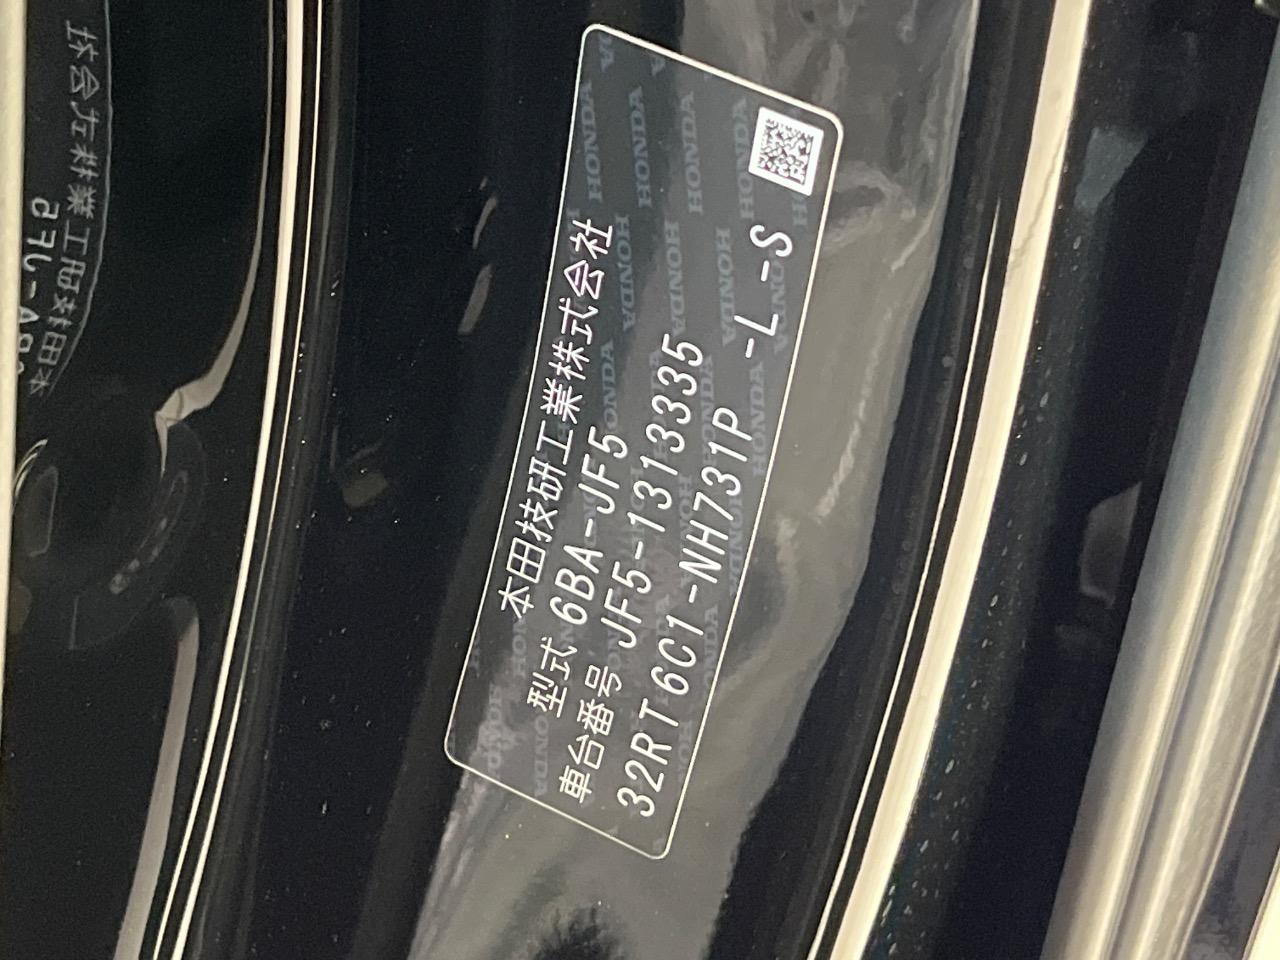 本田技研工業株式会社
型式 6BA-JF5
車台番号 JF5-1313335
32RT6C1-NH731P-L-S